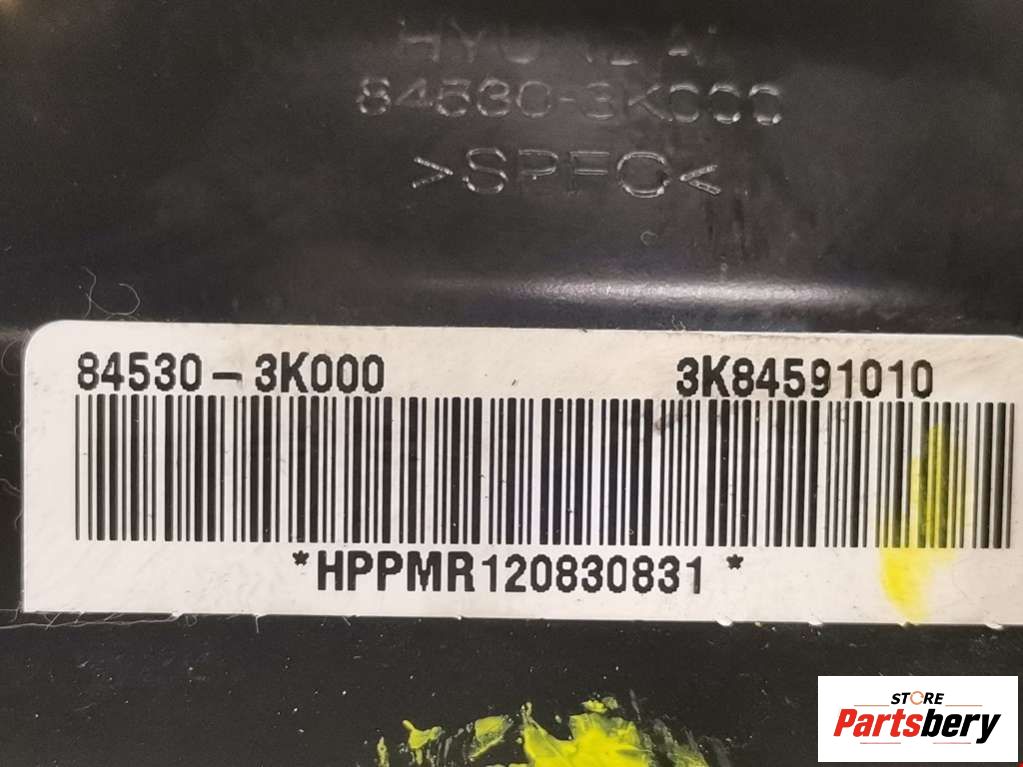 HYUNDAI
84530-3K000
>SPFC<
84530-3K000
3K84591010
*HPPMR120830831*
STORE
Partsbery